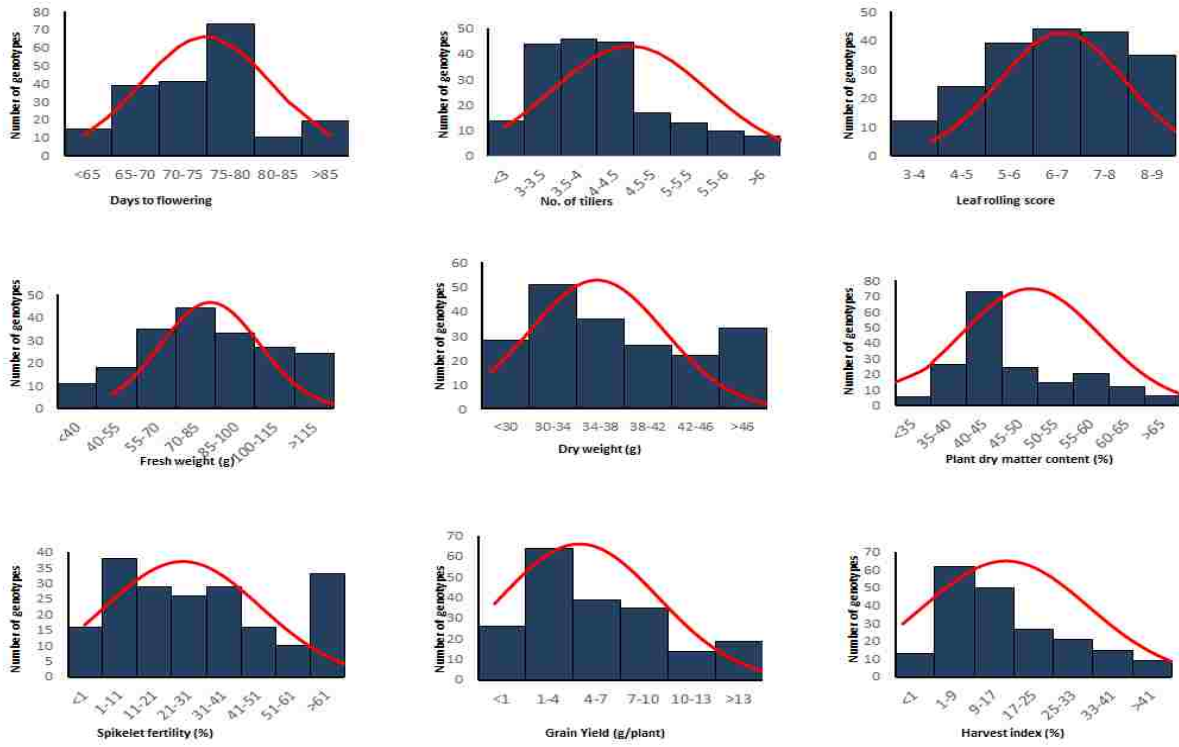 Number of genotypes
80
70
60
50
40
30
20
10
0
<65 65-70 70-75 75-80 80-85 >85
Days to flowering
Number of genotypes
50
40
30
20
10
0
<3 3-3.5 3.5-4 4-4.5 4.5-5 5-5.5 5.5-6 >6
No. of tillers
Number of genotypes
50
40
30
20
10
0
3-4 4-5 5-6 6-7 7-8 8-9
Leaf rolling score
Number of genotypes
50
40
30
20
10
0
<40 40-55 55-70 70-85 85-100 100-115 >115
Fresh weight (g)
Number of genotypes
60
50
40
30
20
10
0
<30 30-34 34-38 38-42 42-46 >46
Dry weight (g)
Number of genotypes
80
70
60
50
40
30
20
10
0
<35 35-40 40-45 45-50 50-55 55-60 60-65 >65
Plant dry matter content (%)
Number of genotypes
40
35
30
25
20
15
10
5
0
<1 1-11 11-21 21-31 31-41 41-51 51-61 >61
Spikelet fertility (%)
Number of genotypes
70
60
50
40
30
20
10
0
<1 1-4 4-7 7-10 10-13 >13
Grain Yield (g/plant)
Number of genotypes
70
60
50
40
30
20
10
0
<1 1-9 9-17 17-25 25-33 33-41 >41
Harvest index (%)